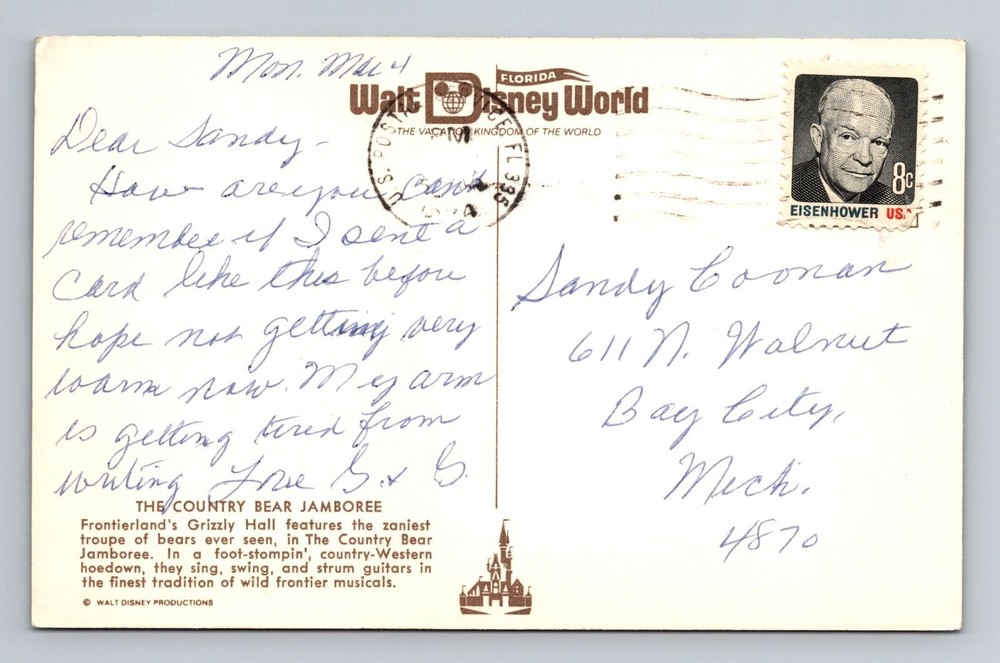 Mon. Mar 4
FLORIDA
Walt Disney World
THE VACATION KINGDOM OF THE WORLD
U.S. POSTAL FL 335
PM
EISENHOWER USA
8c
Dear Sandy-
How are you can't
remember if I sent a
card like this before
hope not getting very
warm now. My arm
is getting tired from
writing Love G. & G.
Sandy Coonan
611 N. Walnut
Bay City,
Mich.
4870
THE COUNTRY BEAR JAMBOREE
Frontierland's Grizzly Hall features the zaniest
troupe of bears ever seen, in The Country Bear
Jamboree. In a foot-stompin', country-Western
hoedown, they sing, swing, and strum guitars in
the finest tradition of wild frontier musicals.
© WALT DISNEY PRODUCTIONS